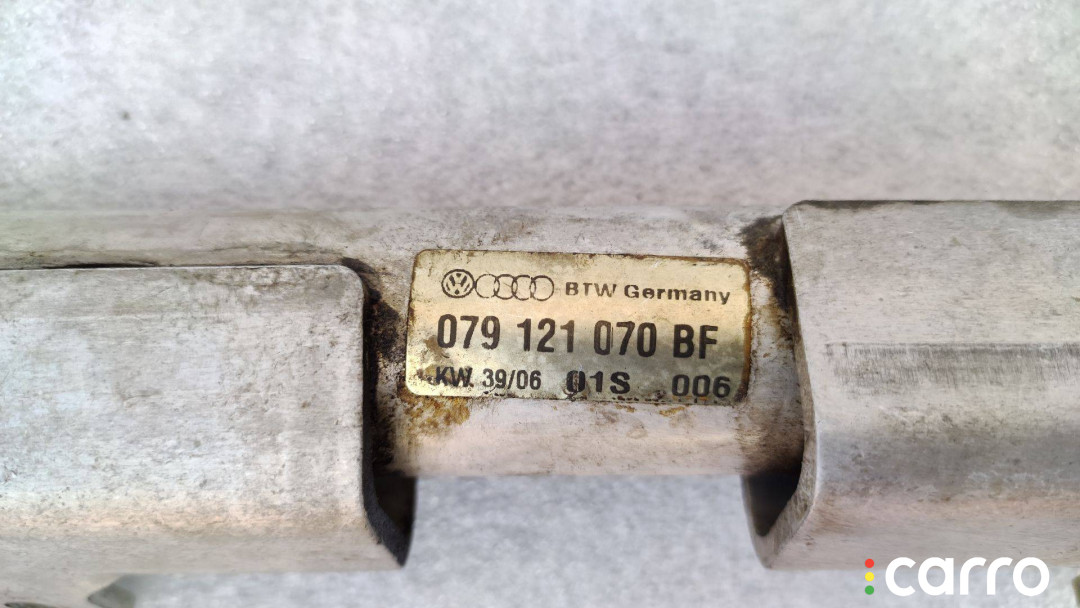 BTW Germany
079 121 070 BF
KW. 39/06 01S 006
carro